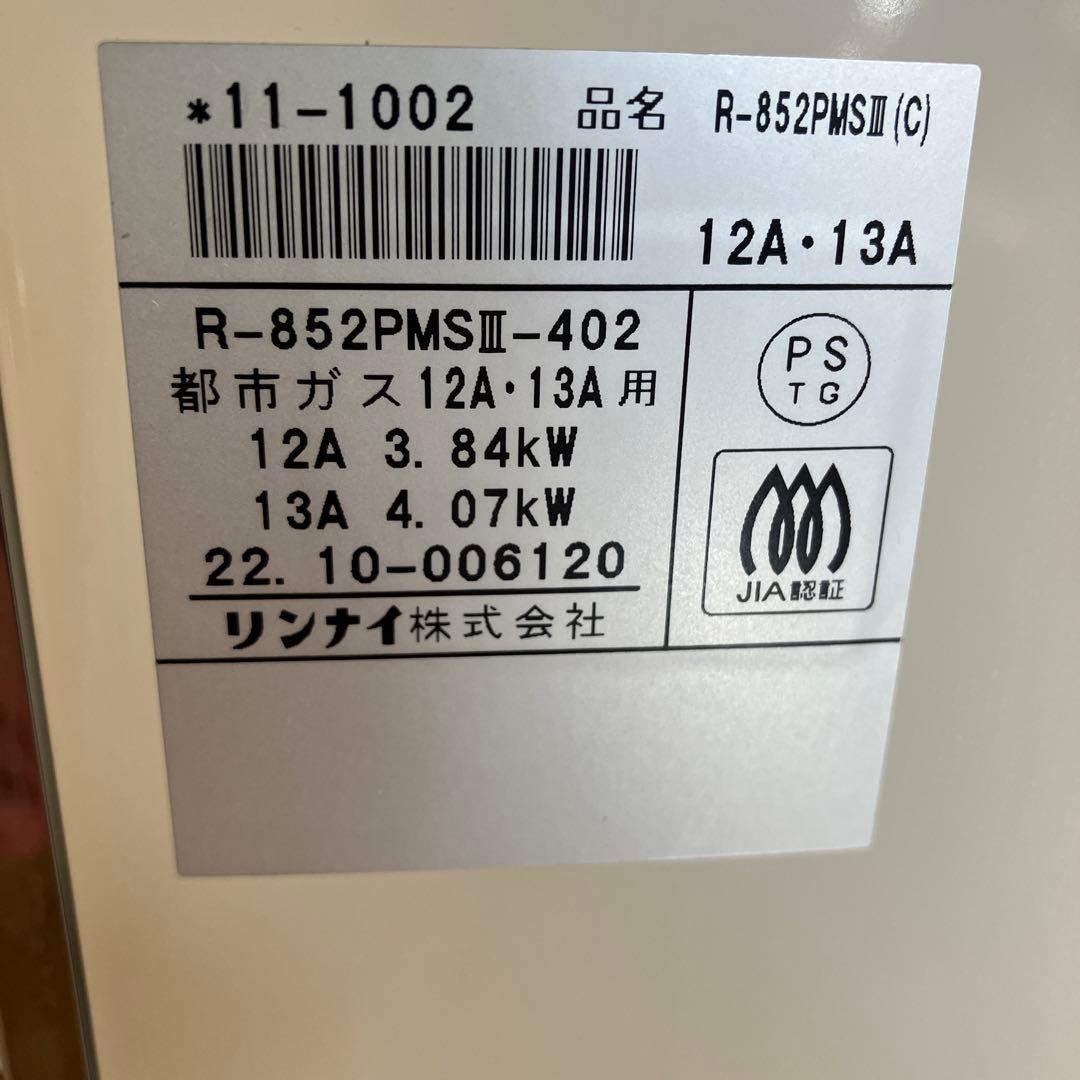 *11-1002 品名 R-852PMSⅢ(C)
12A・13A
R-852PMSⅢ-402
都市ガス12A・13A用
12A 3.84kW
13A 4.07kW
22.10-006120
リンナイ株式会社
PS
TG
JIA認証